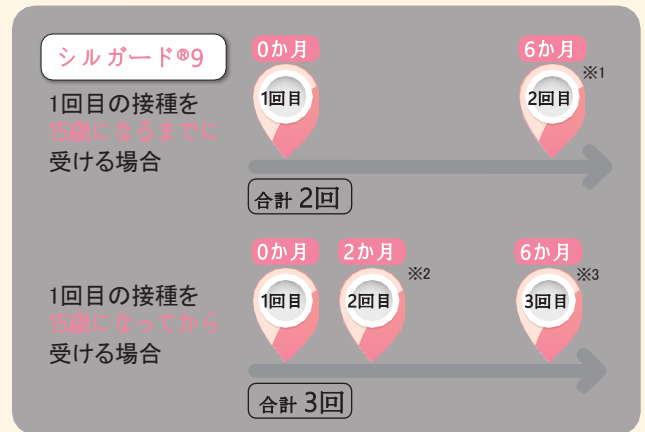 シルガード®9
1回目の接種を
15歳になるまでに
受ける場合
0か月
1回目
6か月
2回目
※1
合計 2回
1回目の接種を
15歳になってから
受ける場合
0か月
1回目
2か月
2回目
※2
6か月
3回目
※3
合計 3回